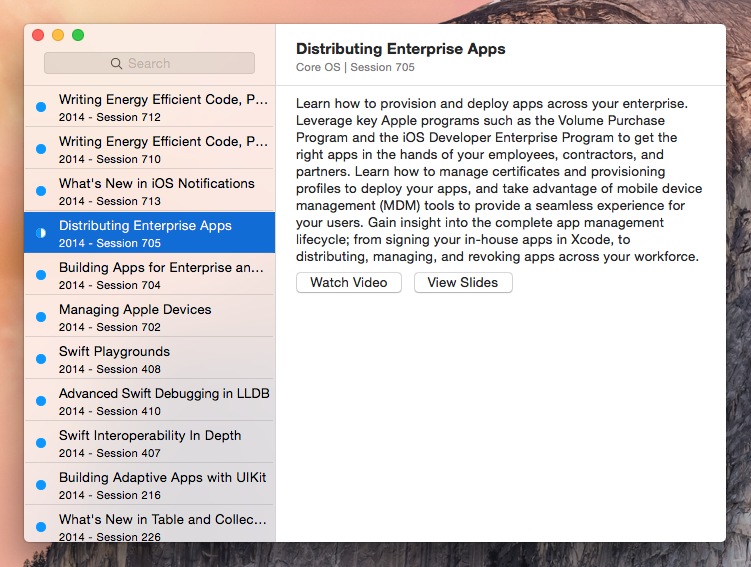 Search
Writing Energy Efficient Code, P...
2014 - Session 712
Writing Energy Efficient Code, P...
2014 - Session 710
What's New in iOS Notifications
2014 - Session 713
Distributing Enterprise Apps
2014 - Session 705
Building Apps for Enterprise an...
2014 - Session 704
Managing Apple Devices
2014 - Session 702
Swift Playgrounds
2014 - Session 408
Advanced Swift Debugging in LLDB
2014 - Session 410
Swift Interoperability In Depth
2014 - Session 407
Building Adaptive Apps with UIKit
2014 - Session 216
What's New in Table and Collec...
2014 - Session 226
Distributing Enterprise Apps
Core OS | Session 705
Learn how to provision and deploy apps across your enterprise.
Leverage key Apple programs such as the Volume Purchase
Program and the iOS Developer Enterprise Program to get the
right apps in the hands of your employees, contractors, and
partners. Learn how to manage certificates and provisioning
profiles to deploy your apps, and take advantage of mobile device
management (MDM) tools to provide a seamless experience for
your users. Gain insight into the complete app management
lifecycle; from signing your in-house apps in Xcode, to
distributing, managing, and revoking apps across your workforce.
Watch Video
View Slides